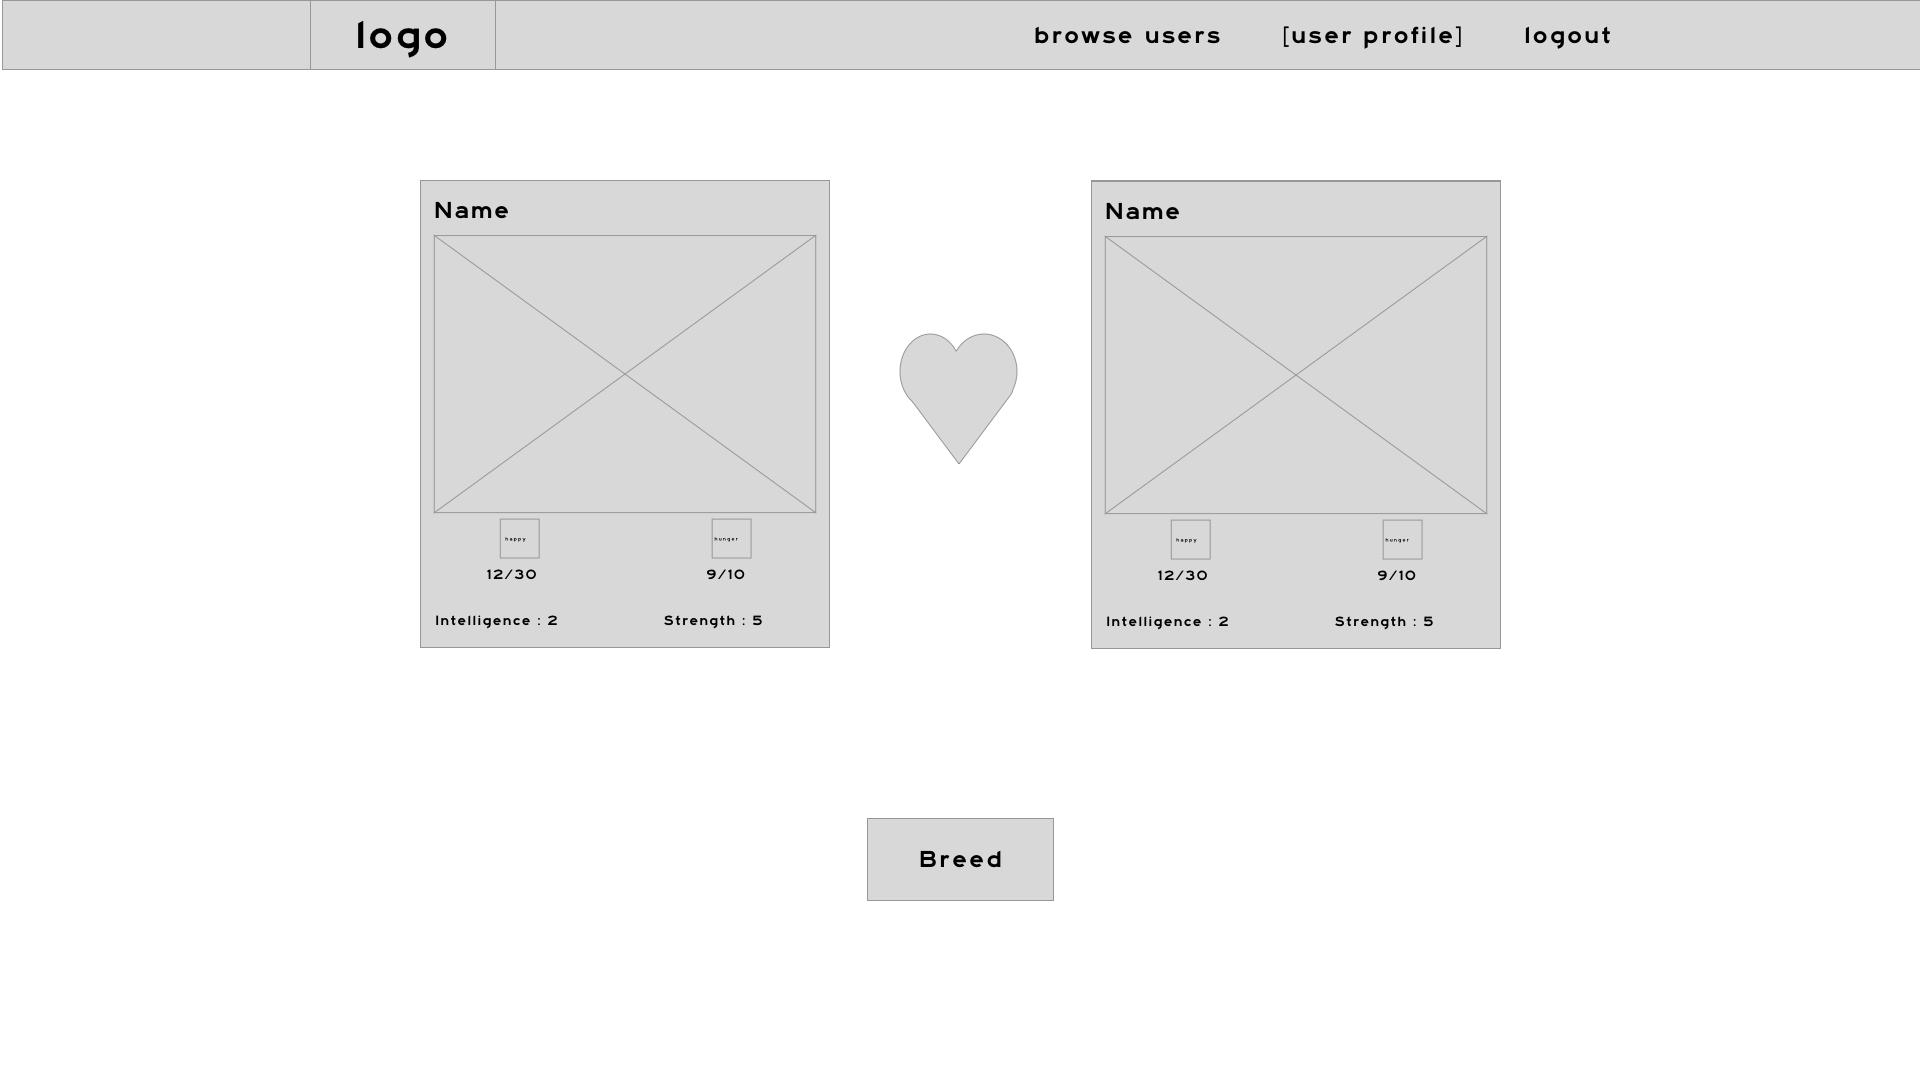 logo
browse users [user profile] logout
Name
happy hunger
12/30 9/10
Intelligence : 2 Strength : 5
Name
happy hunger
12/30 9/10
Intelligence : 2 Strength : 5
Breed